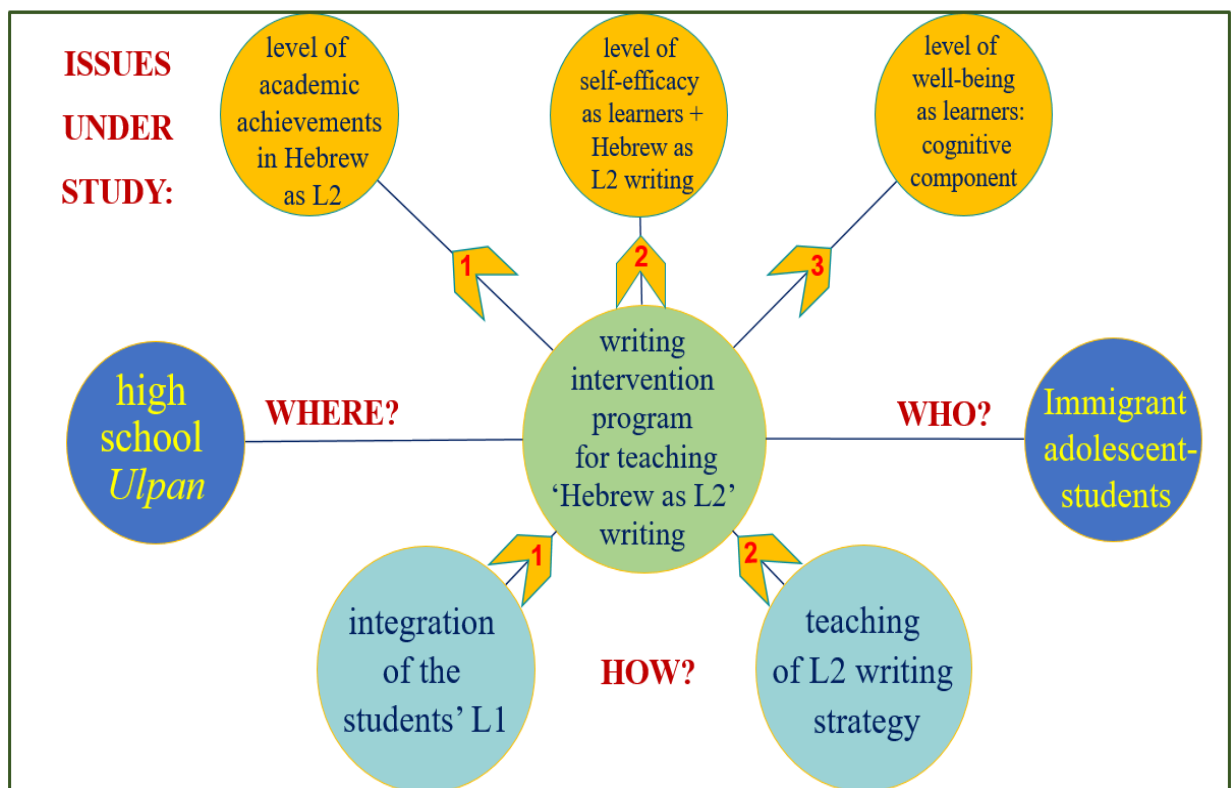 ISSUES
UNDER
STUDY:
level of
academic
achievements
in Hebrew
as L2
level of
self-efficacy
as learners +
Hebrew as
L2 writing
level of
well-being
as learners:
cognitive
component
1
2
3
high
school
Ulpan
WHERE?
writing
intervention
program
for teaching
‘Hebrew as L2’
writing
WHO?
Immigrant
adolescent-
students
1
2
integration
of the
students’ L1
HOW?
teaching
of L2 writing
strategy